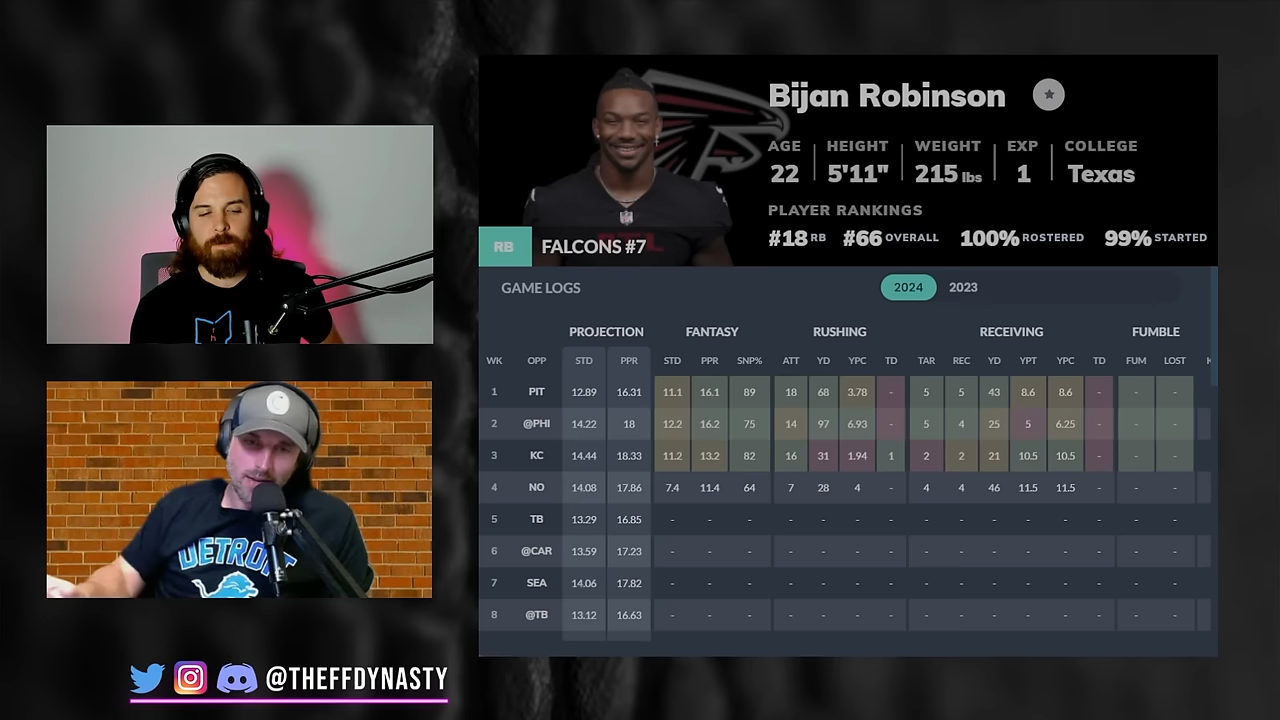 Bijan Robinson
AGE HEIGHT WEIGHT EXP COLLEGE
22 5'11" 215 lbs 1 Texas
PLAYER RANKINGS
#18 RB #66 OVERALL 100% ROSTERED 99% STARTED
RB FALCONS #7
GAME LOGS 2024 2023
PROJECTION FANTASY RUSHING RECEIVING FUMBLE
WK OPP STD PPR STD PPR SNP% ATT YD YPC TD TAR REC YD YPT YPC TD FUM LOST
1 PIT 12.89 16.31 11.1 16.1 89 18 68 3.78 - 5 5 43 8.6 8.6 - - -
2 @PHI 14.22 18 12.2 16.2 75 14 97 6.93 - 5 4 25 5 6.25 - - -
3 KC 14.44 18.33 11.2 13.2 82 16 31 1.94 1 2 2 21 10.5 10.5 - - -
4 NO 14.08 17.86 7.4 11.4 64 7 28 4 - 4 4 46 11.5 11.5 - - -
5 TB 13.29 16.85 - - - - - - - - - - - - - - -
6 @CAR 13.59 17.23 - - - - - - - - - - - - - - -
7 SEA 14.06 17.82 - - - - - - - - - - - - - - -
8 @TB 13.12 16.63 - - - - - - - - - - - - - - -
DETROIT
@THEFFDYNASTY